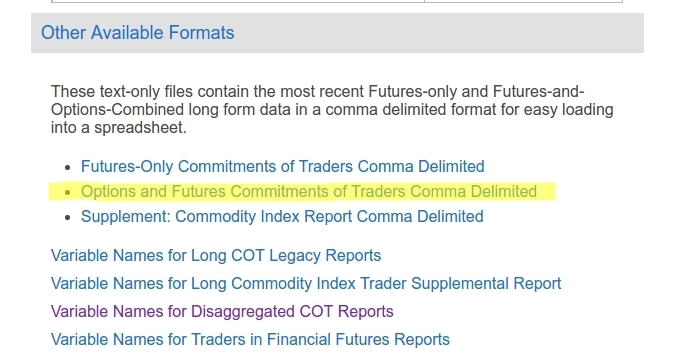 Other Available Formats
These text-only files contain the most recent Futures-only and Futures-and-
Options-Combined long form data in a comma delimited format for easy loading
into a spreadsheet.
• Futures-Only Commitments of Traders Comma Delimited
• Options and Futures Commitments of Traders Comma Delimited
• Supplement: Commodity Index Report Comma Delimited
Variable Names for Long COT Legacy Reports
Variable Names for Long Commodity Index Trader Supplemental Report
Variable Names for Disaggregated COT Reports
Variable Names for Traders in Financial Futures Reports